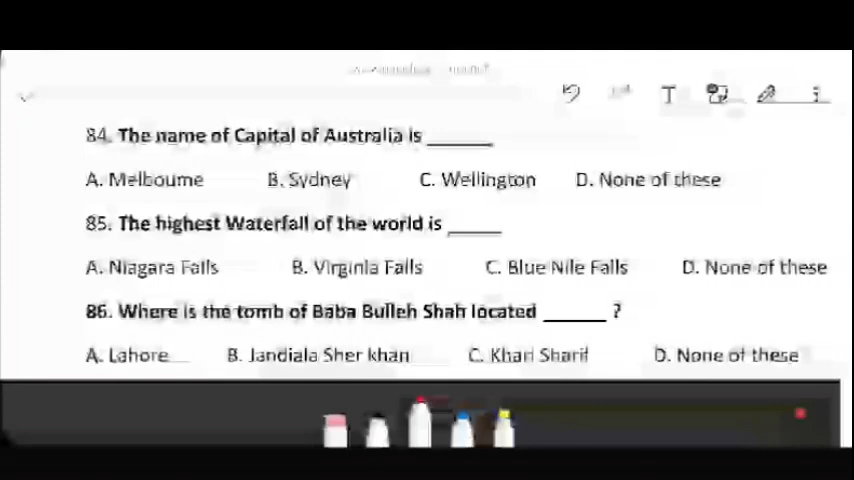 84. The name of Capital of Australia is ______
A. Melbourne B. Sydney C. Wellington D. None of these
85. The highest Waterfall of the world is _____
A. Niagara Falls B. Virginia Falls C. Blue Nile Falls D. None of these
86. Where is the tomb of Baba Bulleh Shah located ______ ?
A. Lahore B. Jandiala Sher khan C. Khari Sharif D. None of these